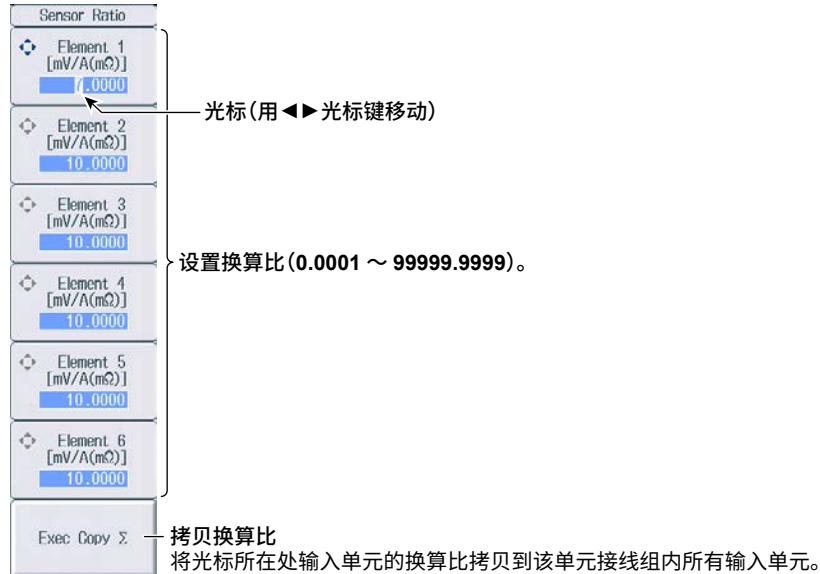 Sensor Ratio
Element 1
[mV/A(mΩ)]
7.0000
光标(用◄►光标键移动)
Element 2
[mV/A(mΩ)]
10.0000
Element 3
[mV/A(mΩ)]
10.0000
设置换算比(0.0001 ～ 99999.9999)。
Element 4
[mV/A(mΩ)]
10.0000
Element 5
[mV/A(mΩ)]
10.0000
Element 6
[mV/A(mΩ)]
10.0000
Exec Copy Σ
拷贝换算比
将光标所在处输入单元的换算比拷贝到该单元接线组内所有输入单元。